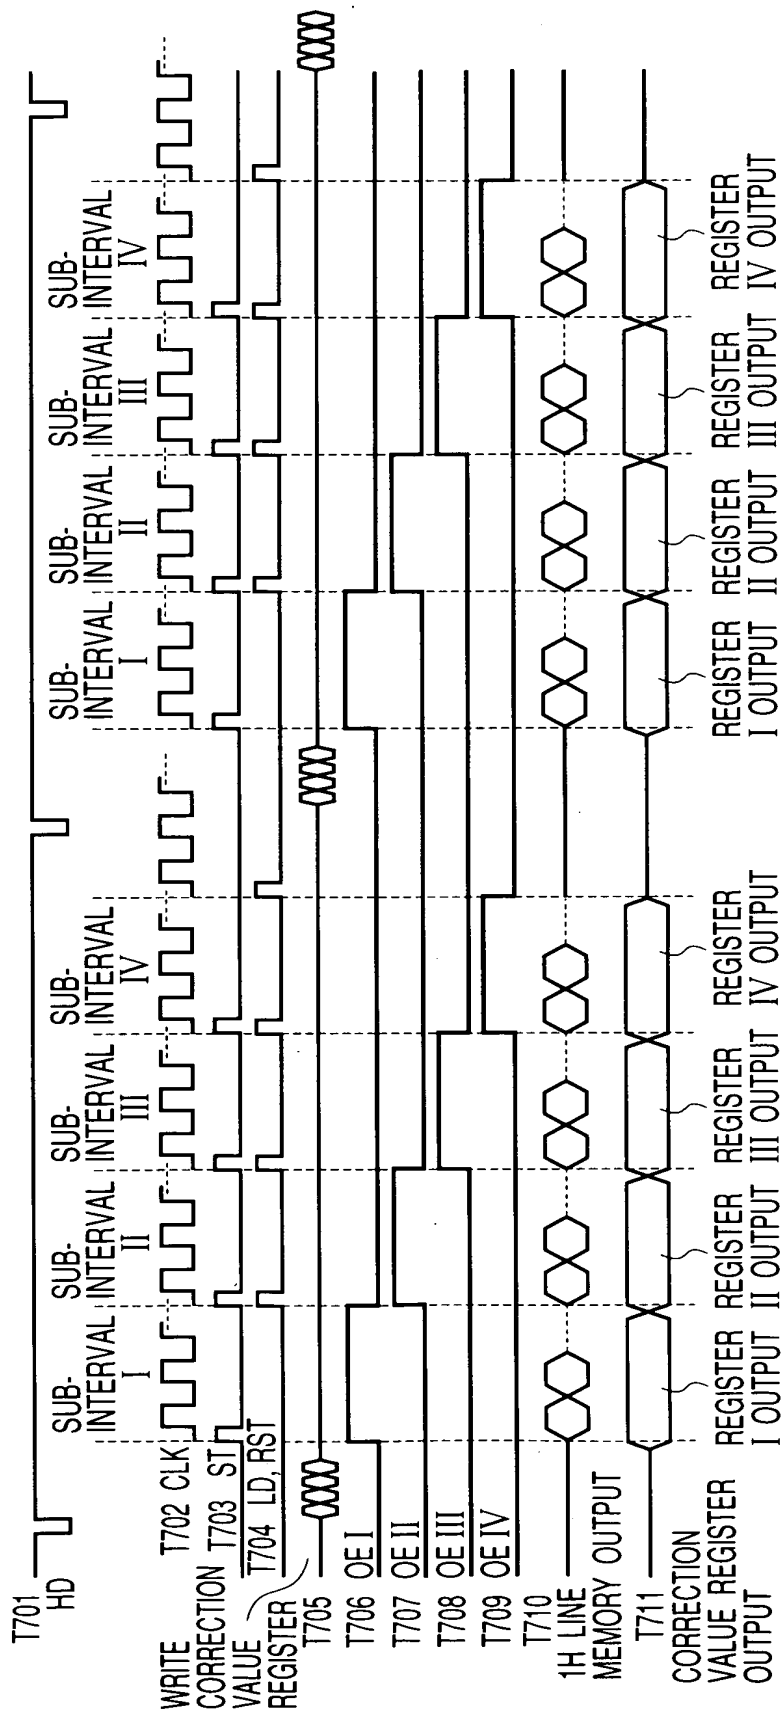 T701
HD
SUB-
INTERVAL
I
SUB-
INTERVAL
II
SUB-
INTERVAL
III
SUB-
INTERVAL
IV
SUB-
INTERVAL
I
SUB-
INTERVAL
II
SUB-
INTERVAL
III
SUB-
INTERVAL
IV
T702 CLK
T703 ST
T704 LD, RST
WRITE
CORRECTION
VALUE
REGISTER
T705
T706 OE I
T707 OE II
T708 OE III
T709 OE IV
T710
1H LINE
MEMORY OUTPUT
T711
CORRECTION
VALUE REGISTER
OUTPUT
REGISTER
I OUTPUT
REGISTER
II OUTPUT
REGISTER
III OUTPUT
REGISTER
IV OUTPUT
REGISTER
I OUTPUT
REGISTER
II OUTPUT
REGISTER
III OUTPUT
REGISTER
IV OUTPUT